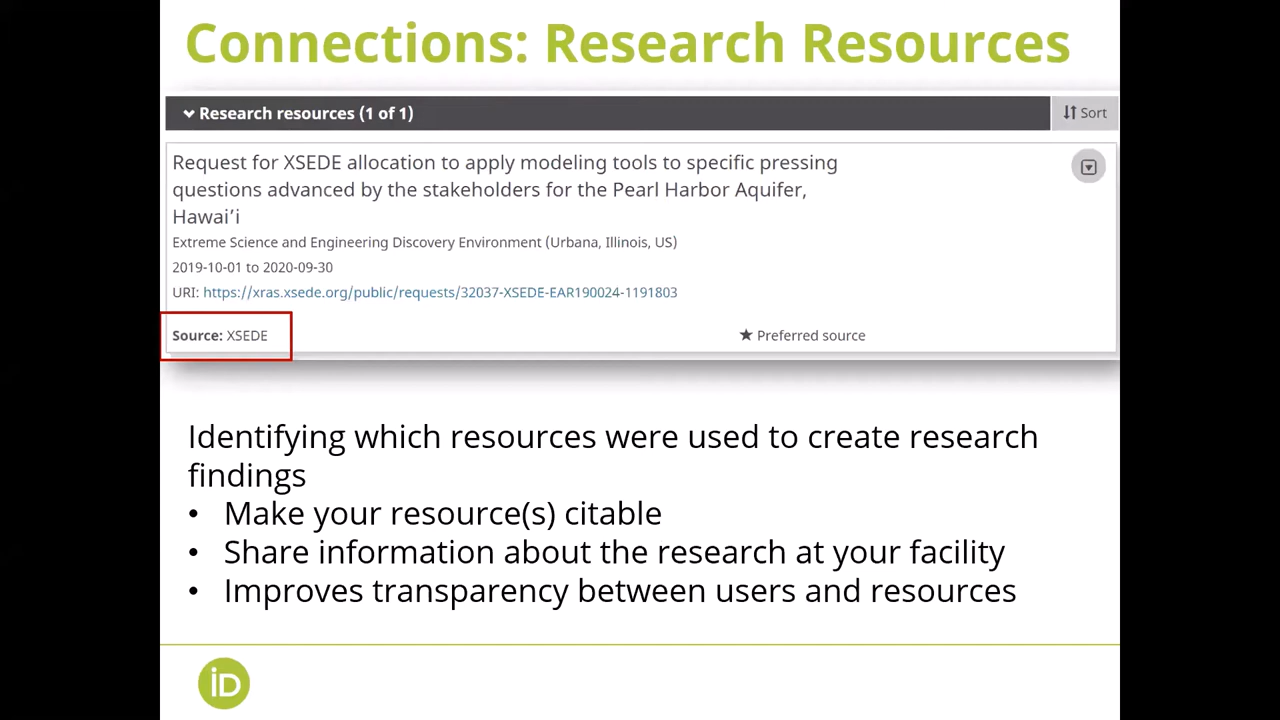 Connections: Research Resources
Research resources (1 of 1)
Sort
Request for XSEDE allocation to apply modeling tools to specific pressing
questions advanced by the stakeholders for the Pearl Harbor Aquifer,
Hawaiʻi
Extreme Science and Engineering Discovery Environment (Urbana, Illinois, US)
2019-10-01 to 2020-09-30
URI: https://xras.xsede.org/public/requests/32037-XSEDE-EAR190024-1191803
Source: XSEDE
★ Preferred source
Identifying which resources were used to create research
findings
• Make your resource(s) citable
• Share information about the research at your facility
• Improves transparency between users and resources
iD